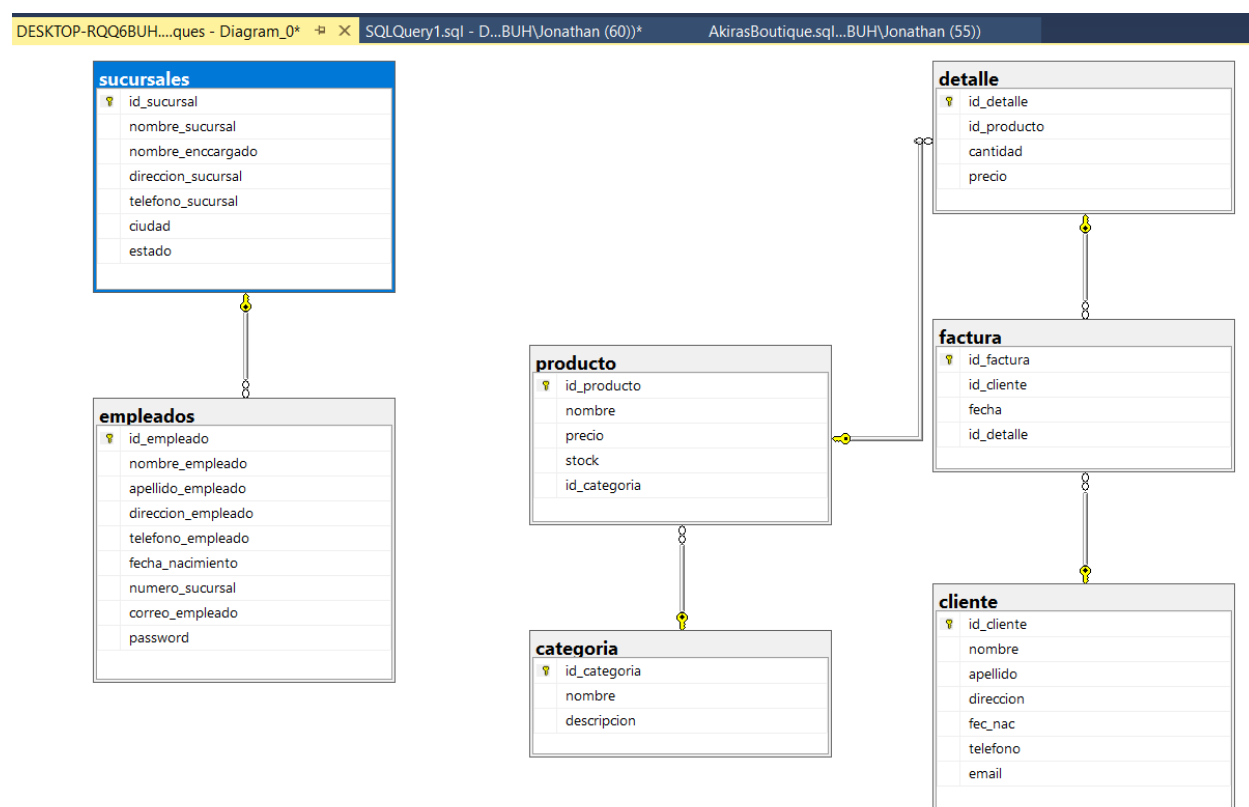 DESKTOP-RQQ6BUH....ques - Diagram_0*
SQLQuery1.sql - D...BUH\Jonathan (60))*
AkirasBoutique.sql...BUH\Jonathan (55))
sucursales
id_sucursal
nombre_sucursal
nombre_enccargado
direccion_sucursal
telefono_sucursal
ciudad
estado
empleados
id_empleado
nombre_empleado
apellido_empleado
direccion_empleado
telefono_empleado
fecha_nacimiento
numero_sucursal
correo_empleado
password
producto
id_producto
nombre
precio
stock
id_categoria
categoria
id_categoria
nombre
descripcion
detalle
id_detalle
id_producto
cantidad
precio
factura
id_factura
id_cliente
fecha
id_detalle
cliente
id_cliente
nombre
apellido
direccion
fec_nac
telefono
email